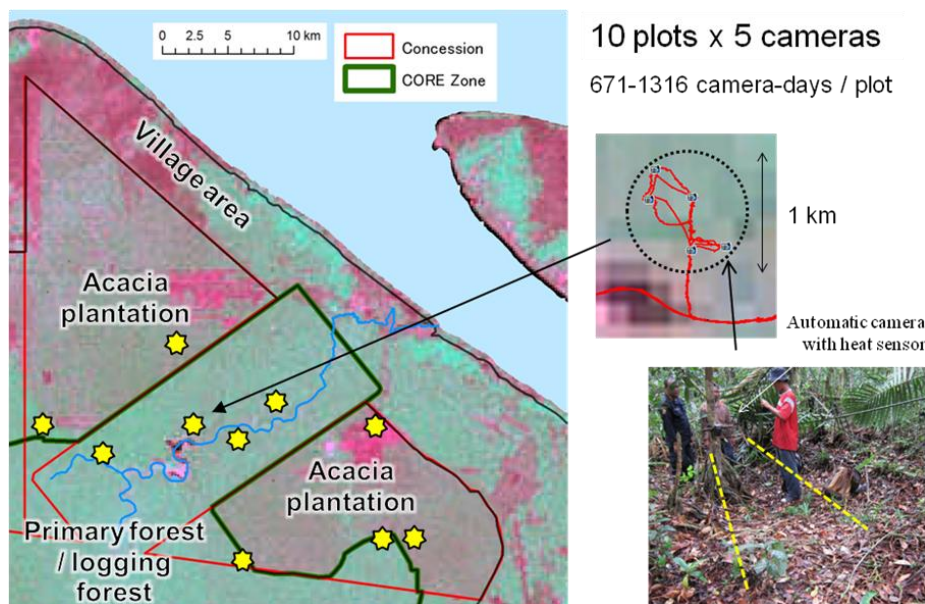 0 2.5 5 10 km
Concession
CORE Zone
Village area
Acacia
plantation
Acacia
plantation
Primary forest
/ logging
forest
10 plots x 5 cameras
671-1316 camera-days / plot
1 km
Automatic camera
with heat sensor